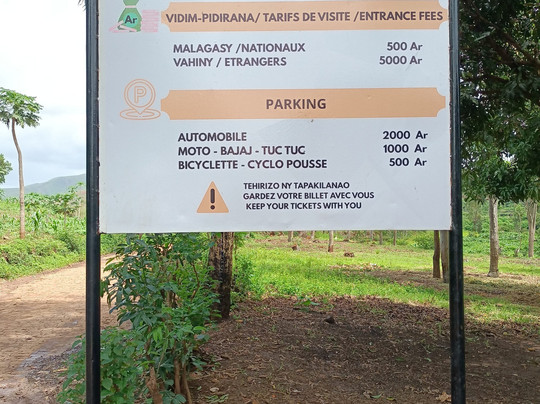 Ar
VIDIM-PIDIRANA/ TARIFS DE VISITE /ENTRANCE FEES
MALAGASY /NATIONAUX 500 Ar
VAHINY / ETRANGERS 5000 Ar
P
PARKING
AUTOMOBILE 2000 Ar
MOTO - BAJAJ - TUC TUC 1000 Ar
BICYCLETTE - CYCLO POUSSE 500 Ar
TEHIRIZO NY TAPAKILANAO
GARDEZ VOTRE BILLET AVEC VOUS
KEEP YOUR TICKETS WITH YOU